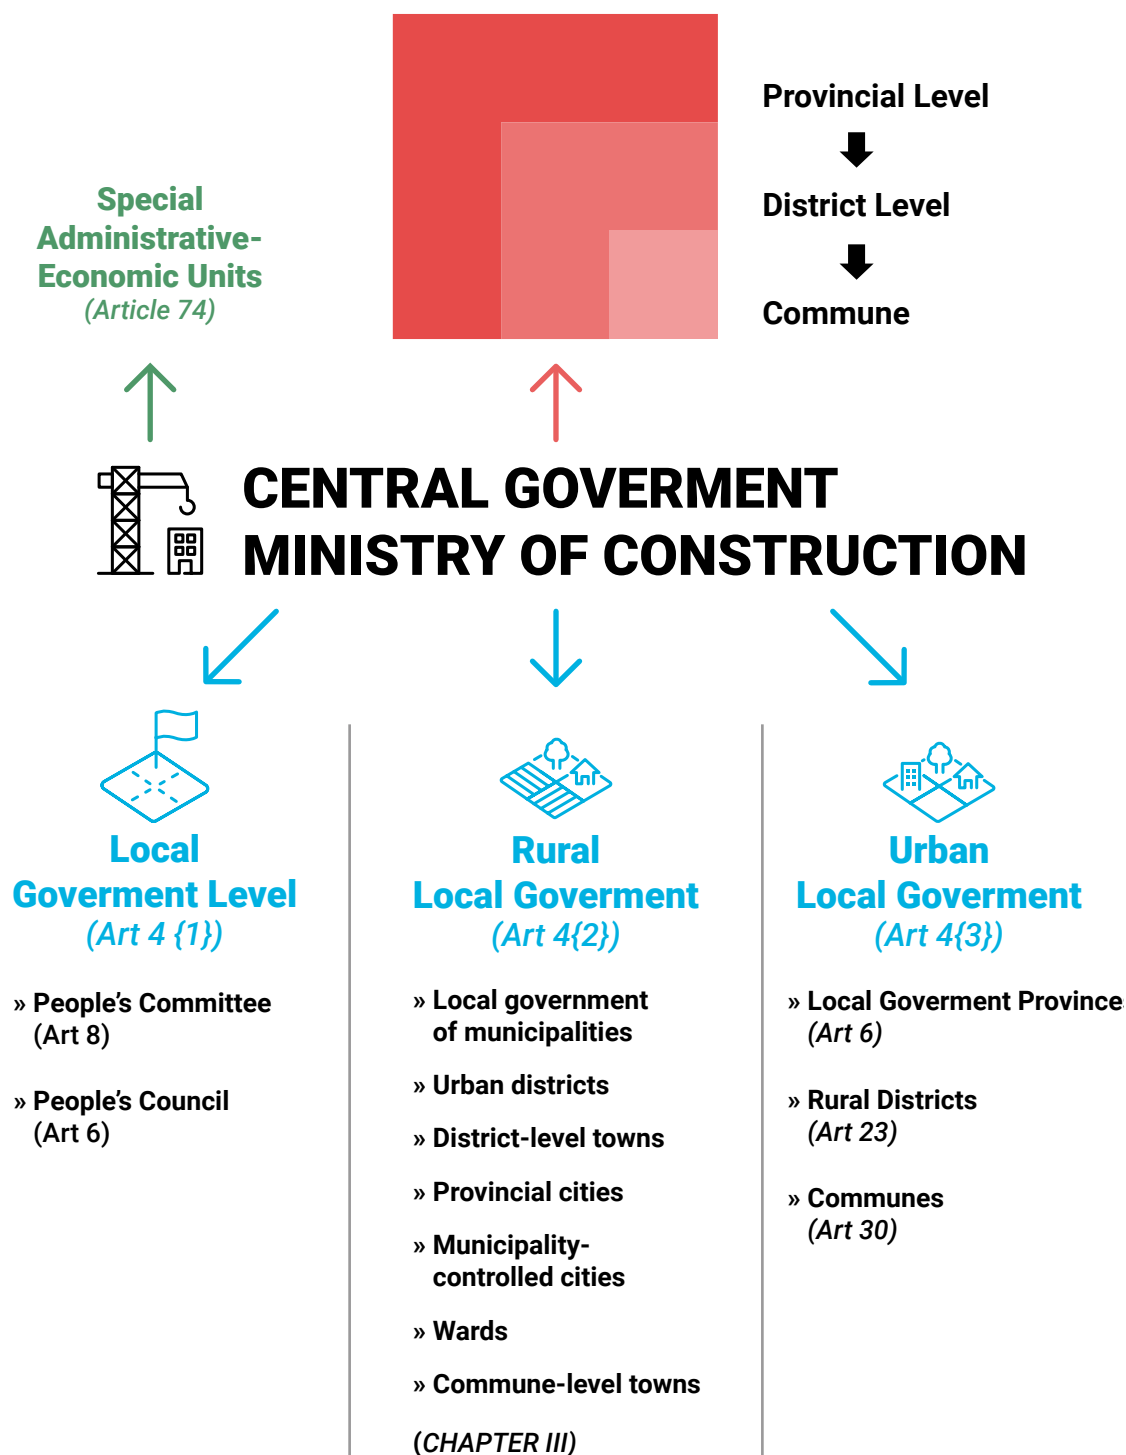 Provincial Level
District Level
Commune
Special
Administrative-
Economic Units
(Article 74)
CENTRAL GOVERMENT
MINISTRY OF CONSTRUCTION
Local
Goverment Level
(Art 4 {1})
» People’s Committee
(Art 8)
» People’s Council
(Art 6)
Rural
Local Goverment
(Art 4{2})
» Local government
of municipalities
» Urban districts
» District-level towns
» Provincial cities
» Municipality-
controlled cities
» Wards
» Commune-level towns
(CHAPTER III)
Urban
Local Goverment
(Art 4{3})
» Local Goverment Provinces
(Art 6)
» Rural Districts
(Art 23)
» Communes
(Art 30)